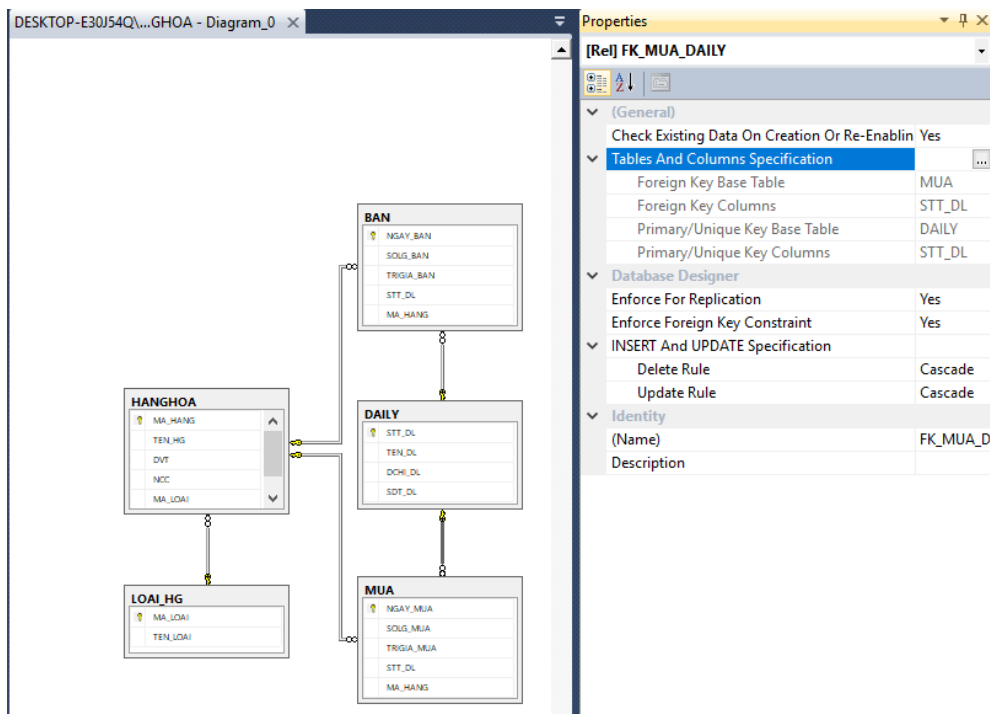 DESKTOP-E30J54Q\...GHOA - Diagram_0
BAN
NGAY_BAN
SOLG_BAN
TRIGIA_BAN
STT_DL
MA_HANG
HANGHOA
MA_HANG
TEN_HG
DVT
NCC
MA_LOAI
DAILY
STT_DL
TEN_DL
DCHI_DL
SDT_DL
LOAI_HG
MA_LOAI
TEN_LOAI
MUA
NGAY_MUA
SOLG_MUA
TRIGIA_MUA
STT_DL
MA_HANG
Properties
[Rel] FK_MUA_DAILY
(General)
Check Existing Data On Creation Or Re-Enablin Yes
Tables And Columns Specification ...
Foreign Key Base Table MUA
Foreign Key Columns STT_DL
Primary/Unique Key Base Table DAILY
Primary/Unique Key Columns STT_DL
Database Designer
Enforce For Replication Yes
Enforce Foreign Key Constraint Yes
INSERT And UPDATE Specification
Delete Rule Cascade
Update Rule Cascade
Identity
(Name) FK_MUA_D
Description